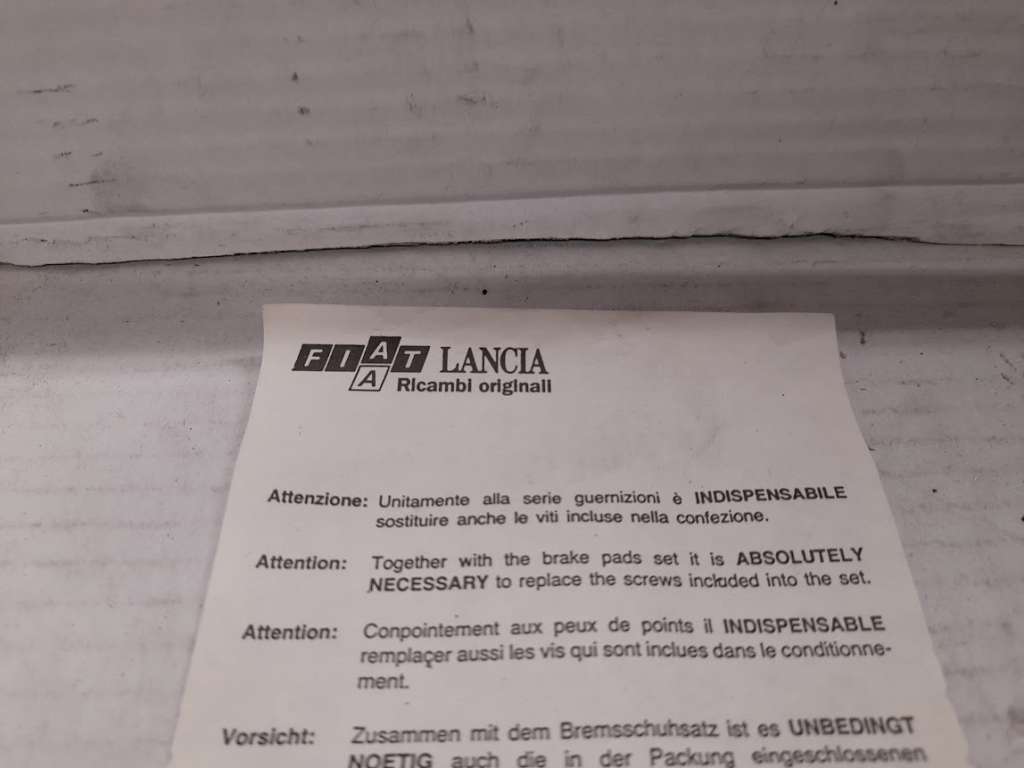 FIAT LANCIA
A Ricambi originali
Attenzione: Unitamente alla serie guernizioni è INDISPENSABILE
sostituire anche le viti incluse nella confezione.
Attention: Together with the brake pads set it is ABSOLUTELY
NECESSARY to replace the screws included into the set.
Attention: Conpointement aux peux de points il INDISPENSABLE
remplaçer aussi les vis qui sont inclues dans le conditionne-
ment.
Vorsicht: Zusammen mit dem Bremsschuhsatz ist es UNBEDINGT
NOETIG auch die in der Packung eingeschlossenen